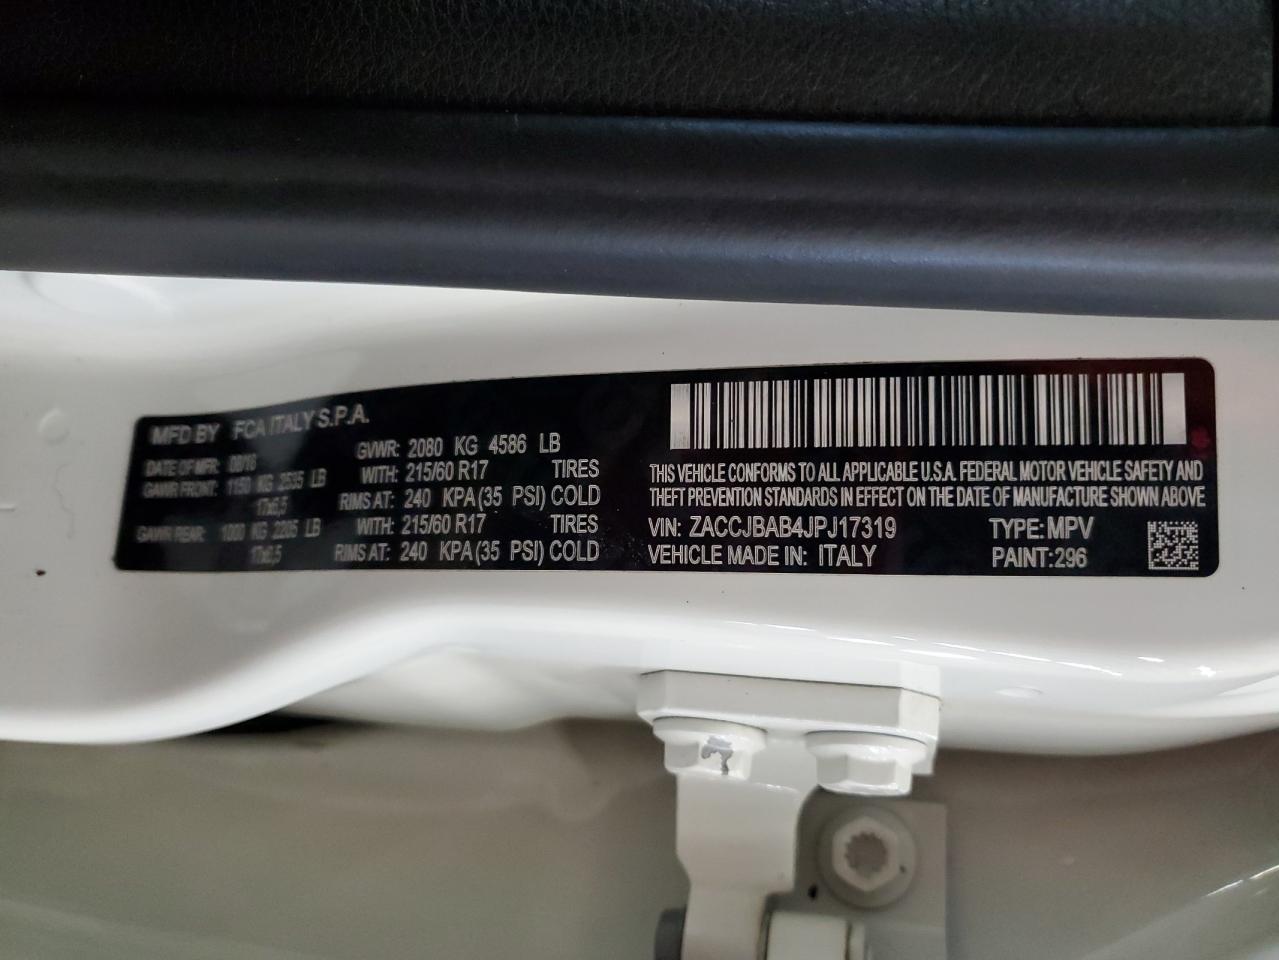 MFD BY FCA ITALY S.P.A.
DATE OF MFR: GVWR: 2080 KG 4586 LB
GAWR FRONT: 1150 KG 2535 LB WITH: 215/60 R17 TIRES
17x6,5 RIMS AT: 240 KPA (35 PSI) COLD
GAWR REAR: 1000 KG 2205 LB WITH: 215/60 R17 TIRES
17x6,5 RIMS AT: 240 KPA (35 PSI) COLD
THIS VEHICLE CONFORMS TO ALL APPLICABLE U.S.A. FEDERAL MOTOR VEHICLE SAFETY AND
THEFT PREVENTION STANDARDS IN EFFECT ON THE DATE OF MANUFACTURE SHOWN ABOVE
VIN: ZACCJBAB4JPJ17319 TYPE: MPV
VEHICLE MADE IN: ITALY PAINT: 296